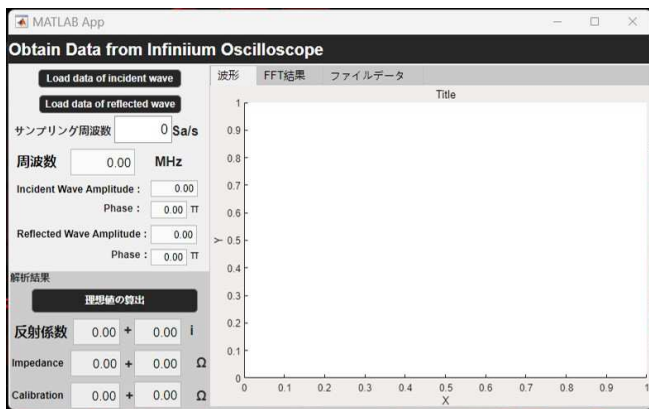 MATLAB App
Obtain Data from Infiniium Oscilloscope
Load data of incident wave
Load data of reflected wave
サンプリング周波数 0 Sa/s
周波数 0.00 MHz
Incident Wave Amplitude : 0.00
Phase : 0.00 π
Reflected Wave Amplitude : 0.00
Phase : 0.00 π
解析結果
理想値の算出
反射係数 0.00 + 0.00 i
Impedance 0.00 + 0.00 Ω
Calibration 0.00 + 0.00 Ω
波形 FFT結果 ファイルデータ
Title
1
0.9
0.8
0.7
0.6
Y 0.5
0.4
0.3
0.2
0.1
0
0 0.1 0.2 0.3 0.4 0.5 0.6 0.7 0.8 0.9 1
X